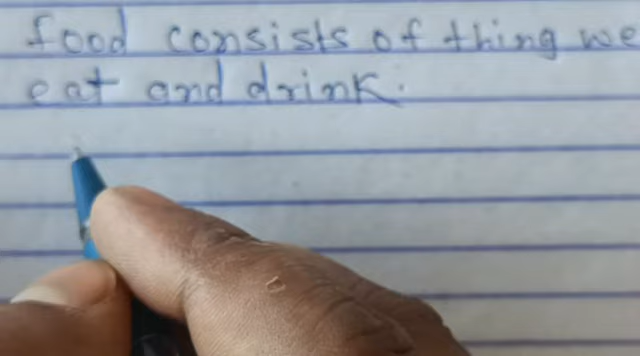 food consists of thing we
eat and drink.